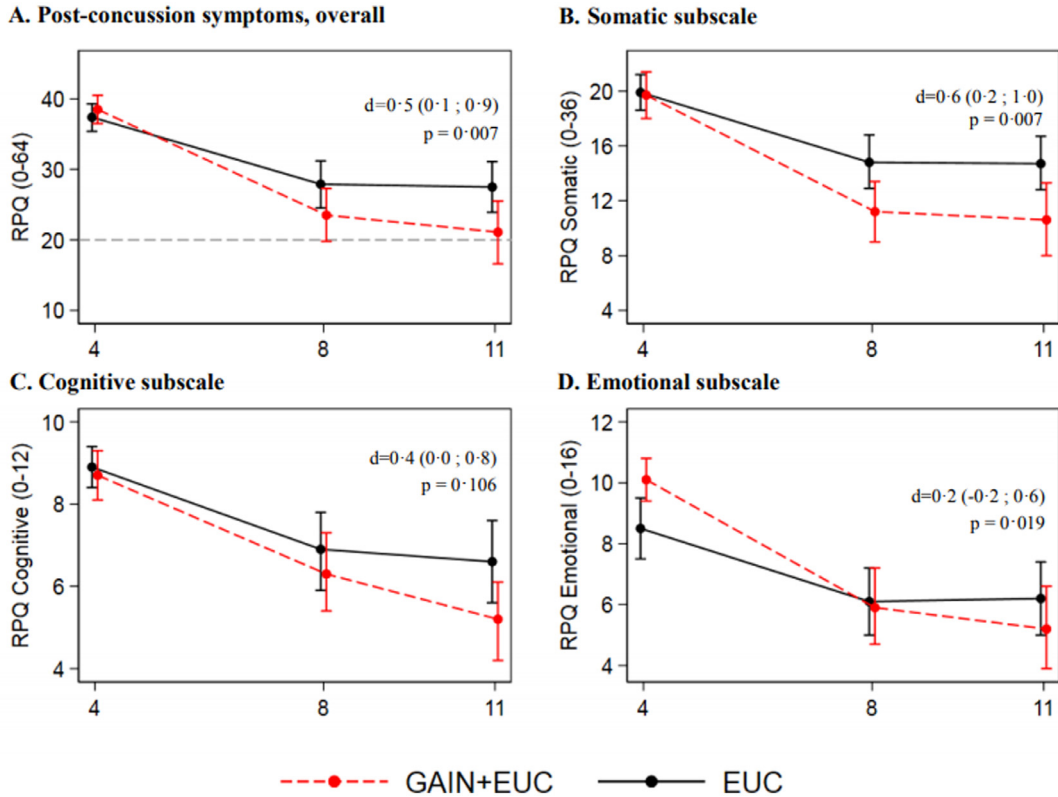 A. Post-concussion symptoms, overall
RPQ (0-64)
40
30
20
10
d=0·5 (0·1 ; 0·9)
p = 0·007
4 8 11
B. Somatic subscale
RPQ Somatic (0-36)
20
16
12
8
4
d=0·6 (0·2 ; 1·0)
p = 0·007
4 8 11
C. Cognitive subscale
RPQ Cognitive (0-12)
10
8
6
4
d=0·4 (0·0 ; 0·8)
p = 0·106
4 8 11
D. Emotional subscale
RPQ Emotional (0-16)
12
10
8
6
4
d=0·2 (-0·2 ; 0·6)
p = 0·019
4 8 11
GAIN+EUC EUC